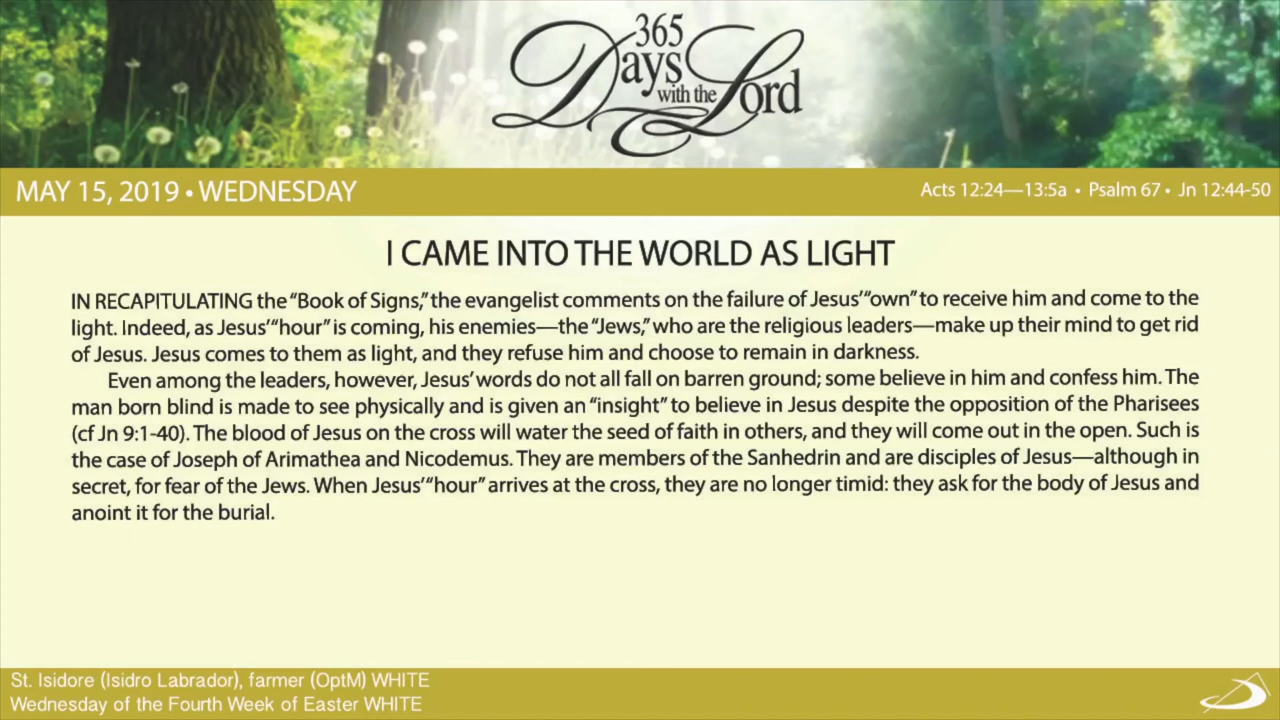 365
Days
with the
Lord
MAY 15, 2019 • WEDNESDAY
Acts 12:24—13:5a • Psalm 67 • Jn 12:44-50
I CAME INTO THE WORLD AS LIGHT
IN RECAPITULATING the “Book of Signs,” the evangelist comments on the failure of Jesus’ “own” to receive him and come to the
light. Indeed, as Jesus’ “hour” is coming, his enemies—the “Jews,” who are the religious leaders—make up their mind to get rid
of Jesus. Jesus comes to them as light, and they refuse him and choose to remain in darkness.
Even among the leaders, however, Jesus’ words do not all fall on barren ground; some believe in him and confess him. The
man born blind is made to see physically and is given an “insight” to believe in Jesus despite the opposition of the Pharisees
(cf Jn 9:1-40). The blood of Jesus on the cross will water the seed of faith in others, and they will come out in the open. Such is
the case of Joseph of Arimathea and Nicodemus. They are members of the Sanhedrin and are disciples of Jesus—although in
secret, for fear of the Jews. When Jesus’ “hour” arrives at the cross, they are no longer timid: they ask for the body of Jesus and
anoint it for the burial.
St. Isidore (Isidro Labrador), farmer (OptM) WHITE
Wednesday of the Fourth Week of Easter WHITE